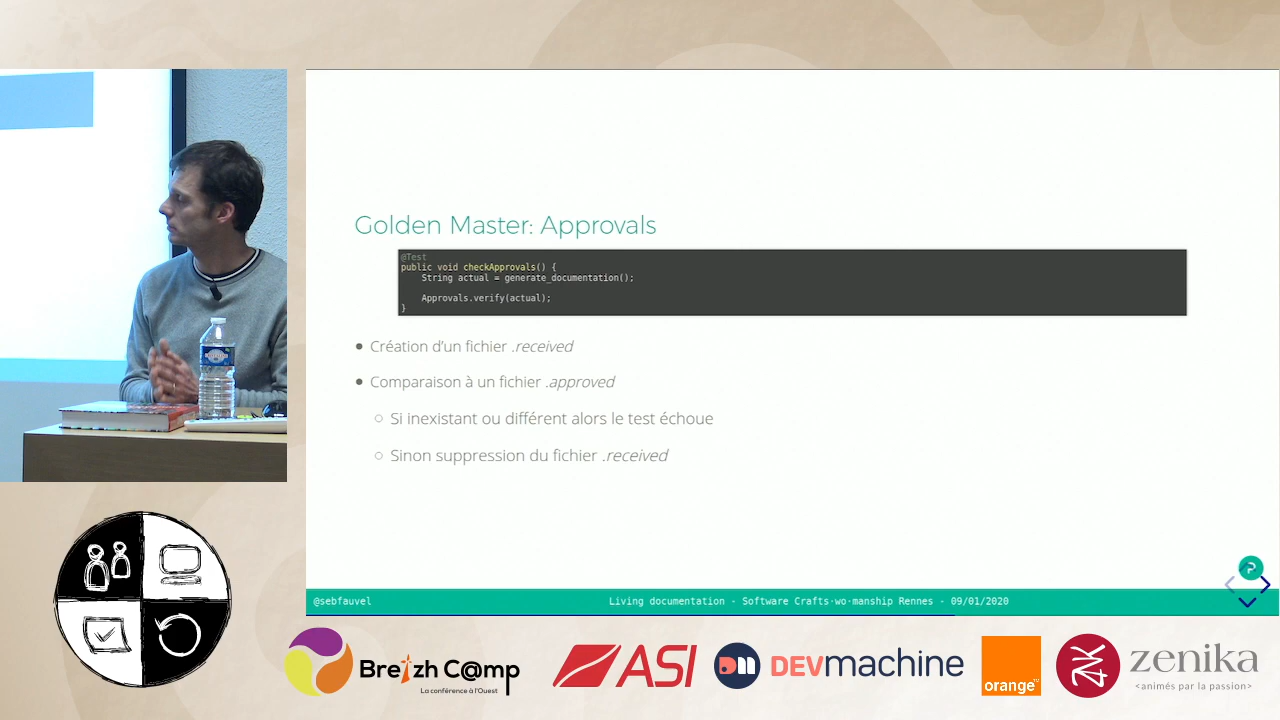 Golden Master: Approvals
@Test
public void checkApprovals() {
String actual = generate_documentation();
Approvals.verify(actual);
}
● Création d'un fichier .received
● Comparaison à un fichier .approved
○ Si inexistant ou différent alors le test échoue
○ Sinon suppression du fichier .received
@sebfauvel
Living documentation - Software Crafts·wo·manship Rennes - 09/01/2020
Breizh C@mp
La conférence à l'Ouest
ASI
DEVmachine
orange™
zenika
<animés par la passion>